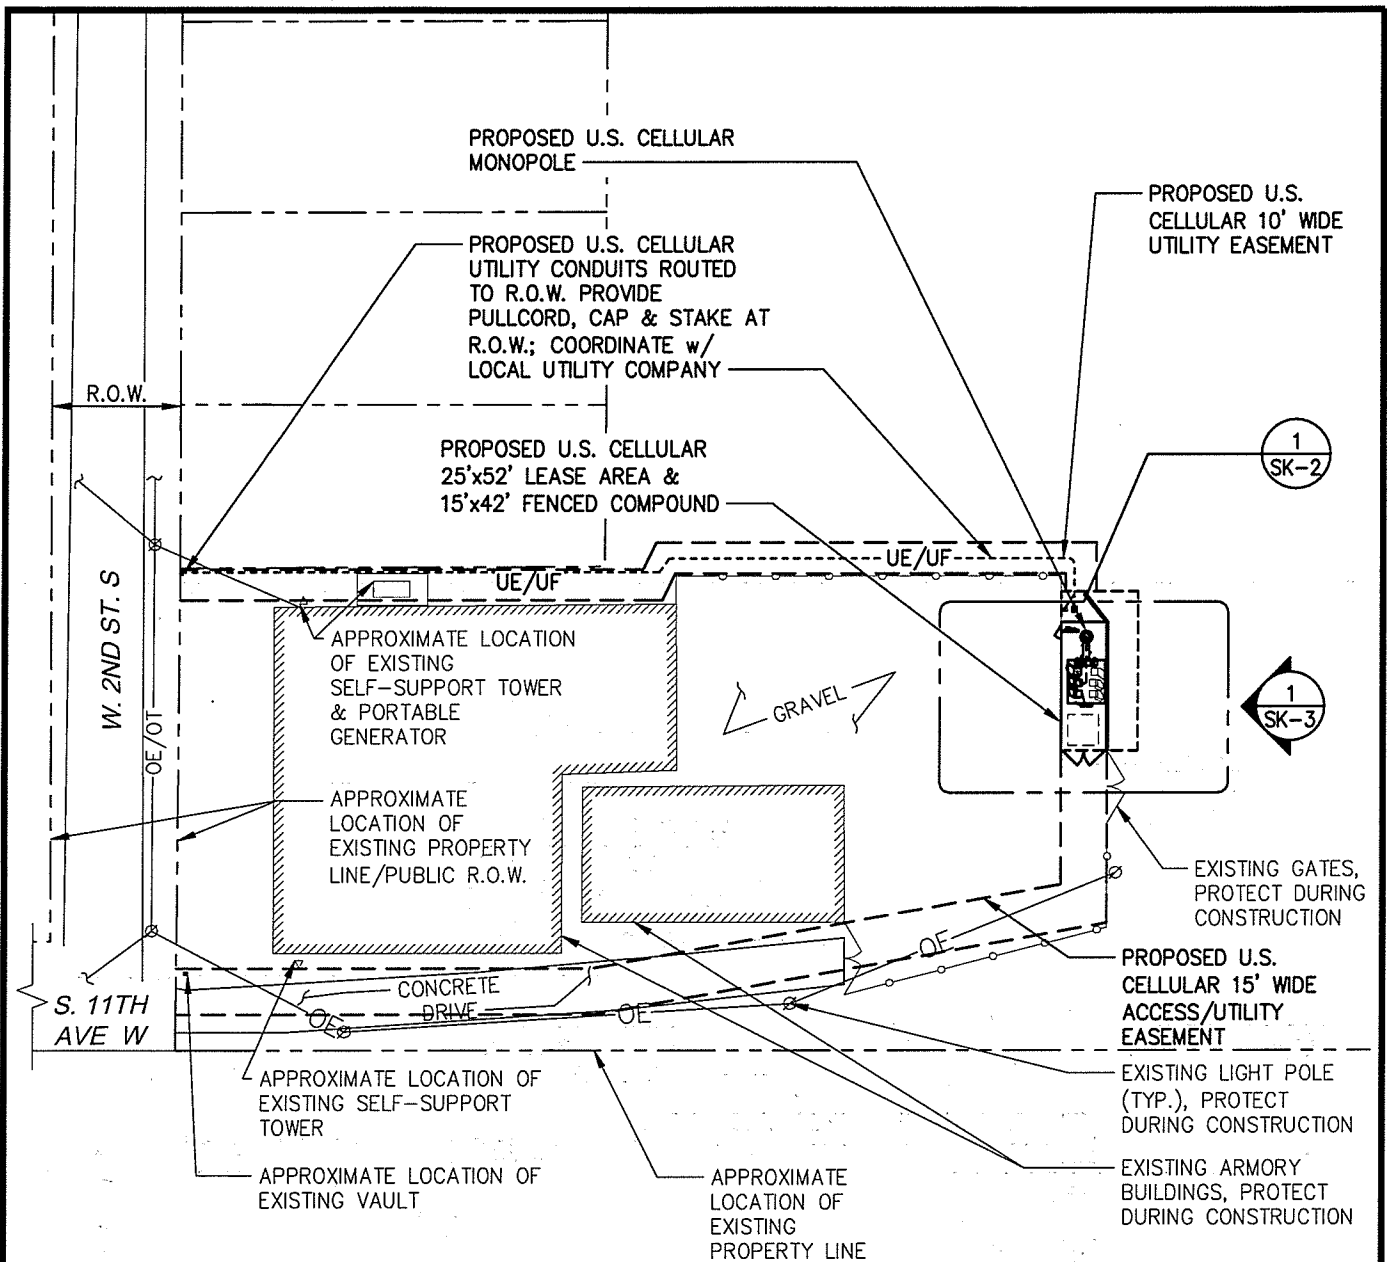 PROPOSED U.S. CELLULAR
MONOPOLE
PROPOSED U.S.
CELLULAR 10' WIDE
UTILITY EASEMENT
PROPOSED U.S. CELLULAR
UTILITY CONDUITS ROUTED
TO R.O.W. PROVIDE
PULLCORD, CAP & STAKE AT
R.O.W.; COORDINATE w/
LOCAL UTILITY COMPANY
R.O.W.
PROPOSED U.S. CELLULAR
25'x52' LEASE AREA &
15'x42' FENCED COMPOUND
1
SK-2
UE/UF
UE/UF
W. 2ND ST. S
OE/OT
APPROXIMATE LOCATION
OF EXISTING
SELF-SUPPORT TOWER
& PORTABLE
GENERATOR
GRAVEL
1
SK-3
APPROXIMATE
LOCATION OF
EXISTING PROPERTY
LINE/PUBLIC R.O.W.
EXISTING GATES,
PROTECT DURING
CONSTRUCTION
OE
PROPOSED U.S.
CELLULAR 15' WIDE
ACCESS/UTILITY
EASEMENT
CONCRETE
DRIVE
OE
OE
S. 11TH
AVE W
APPROXIMATE LOCATION OF
EXISTING SELF-SUPPORT
TOWER
EXISTING LIGHT POLE
(TYP.), PROTECT
DURING CONSTRUCTION
APPROXIMATE LOCATION OF
EXISTING VAULT
APPROXIMATE
LOCATION OF
EXISTING
PROPERTY LINE
EXISTING ARMORY
BUILDINGS, PROTECT
DURING CONSTRUCTION